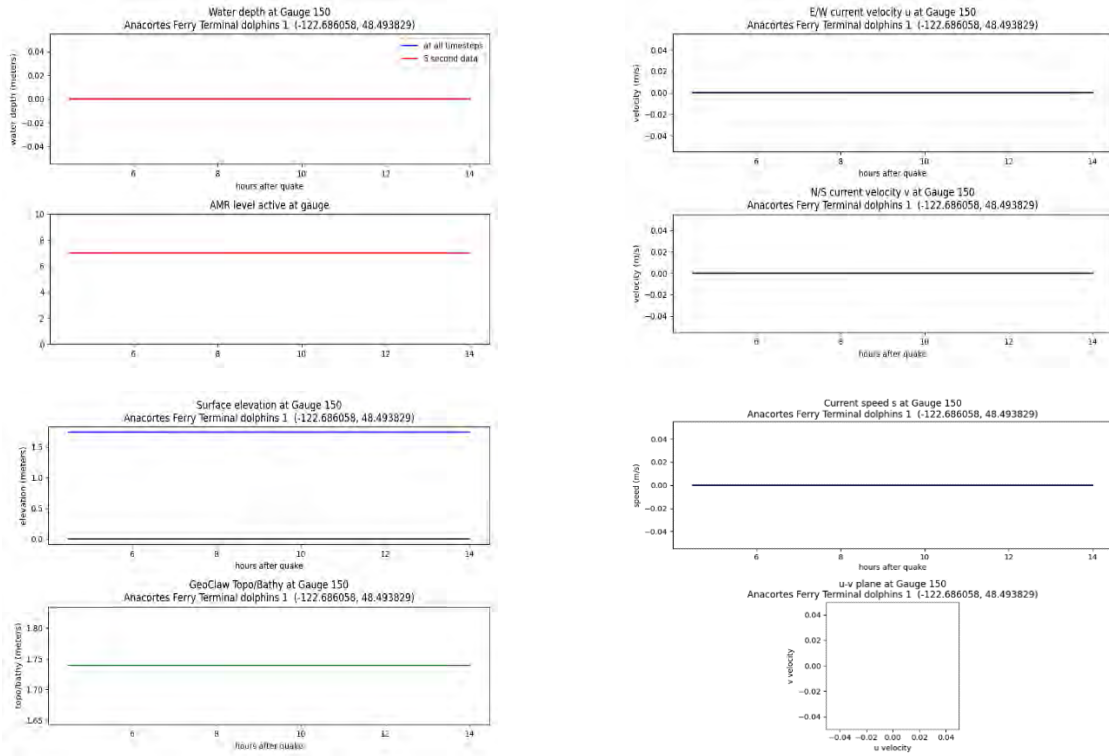 Water depth at Gauge 150
Anacortes Ferry Terminal dolphins 1 (-122.686058, 48.493829)
at all timesteps
5 second data
water depth (meters)
0.04
0.02
0.00
−0.02
−0.04
6
8
10
12
14
hours after quake
AMR level active at gauge
10
8
6
4
2
0
6
8
10
12
14
hours after quake
Surface elevation at Gauge 150
Anacortes Ferry Terminal dolphins 1 (-122.686058, 48.493829)
elevation (meters)
1.5
1.0
0.5
0.0
6
8
10
12
14
hours after quake
GeoClaw Topo/Bathy at Gauge 150
Anacortes Ferry Terminal dolphins 1 (-122.686058, 48.493829)
topo/bathy (meters)
1.80
1.75
1.70
1.65
6
8
10
12
14
hours after quake
E/W current velocity u at Gauge 150
Anacortes Ferry Terminal dolphins 1 (-122.686058, 48.493829)
velocity (m/s)
0.04
0.02
0.00
−0.02
−0.04
6
8
10
12
14
hours after quake
N/S current velocity v at Gauge 150
Anacortes Ferry Terminal dolphins 1 (-122.686058, 48.493829)
velocity (m/s)
0.04
0.02
0.00
−0.02
−0.04
6
8
10
12
14
hours after quake
Current speed s at Gauge 150
Anacortes Ferry Terminal dolphins 1 (-122.686058, 48.493829)
speed (m/s)
0.04
0.02
0.00
−0.02
−0.04
6
8
10
12
14
hours after quake
u-v plane at Gauge 150
Anacortes Ferry Terminal dolphins 1 (-122.686058, 48.493829)
v velocity
0.04
0.02
0.00
−0.02
−0.04
−0.04 −0.02 0.00 0.02 0.04
u velocity